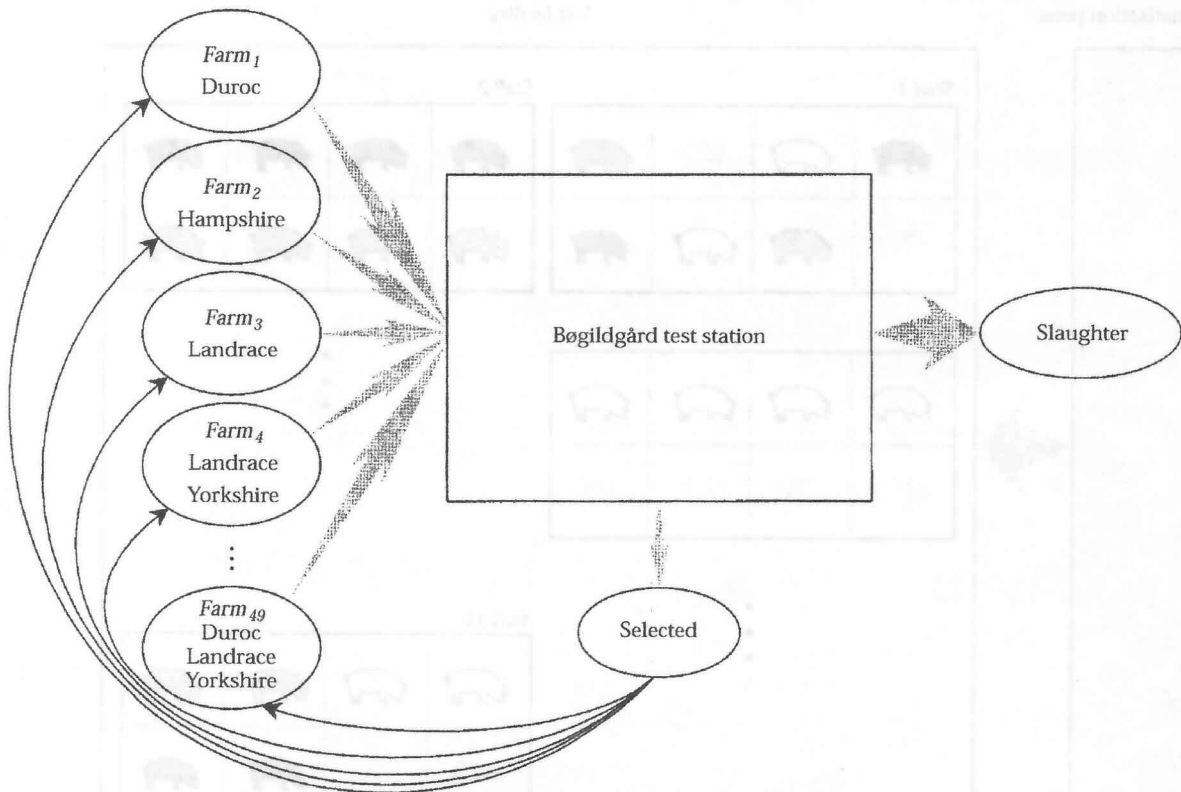 Farm1
Duroc
Farm2
Hampshire
Farm3
Landrace
Farm4
Landrace
Yorkshire
⋮
Farm49
Duroc
Landrace
Yorkshire
Bøgildgård test station
Slaughter
Selected